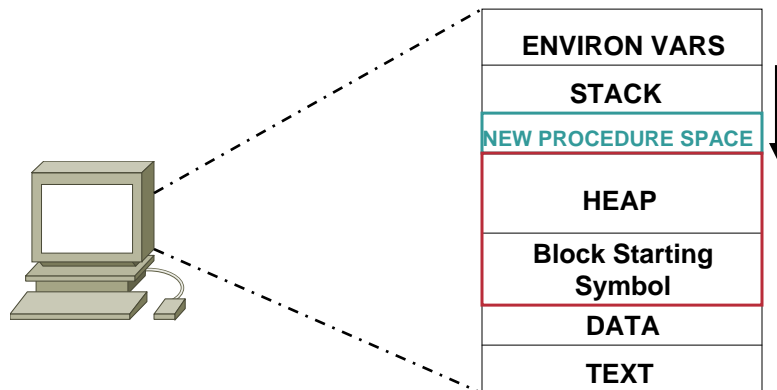 ENVIRON VARS
STACK
NEW PROCEDURE SPACE
HEAP
Block Starting
Symbol
DATA
TEXT